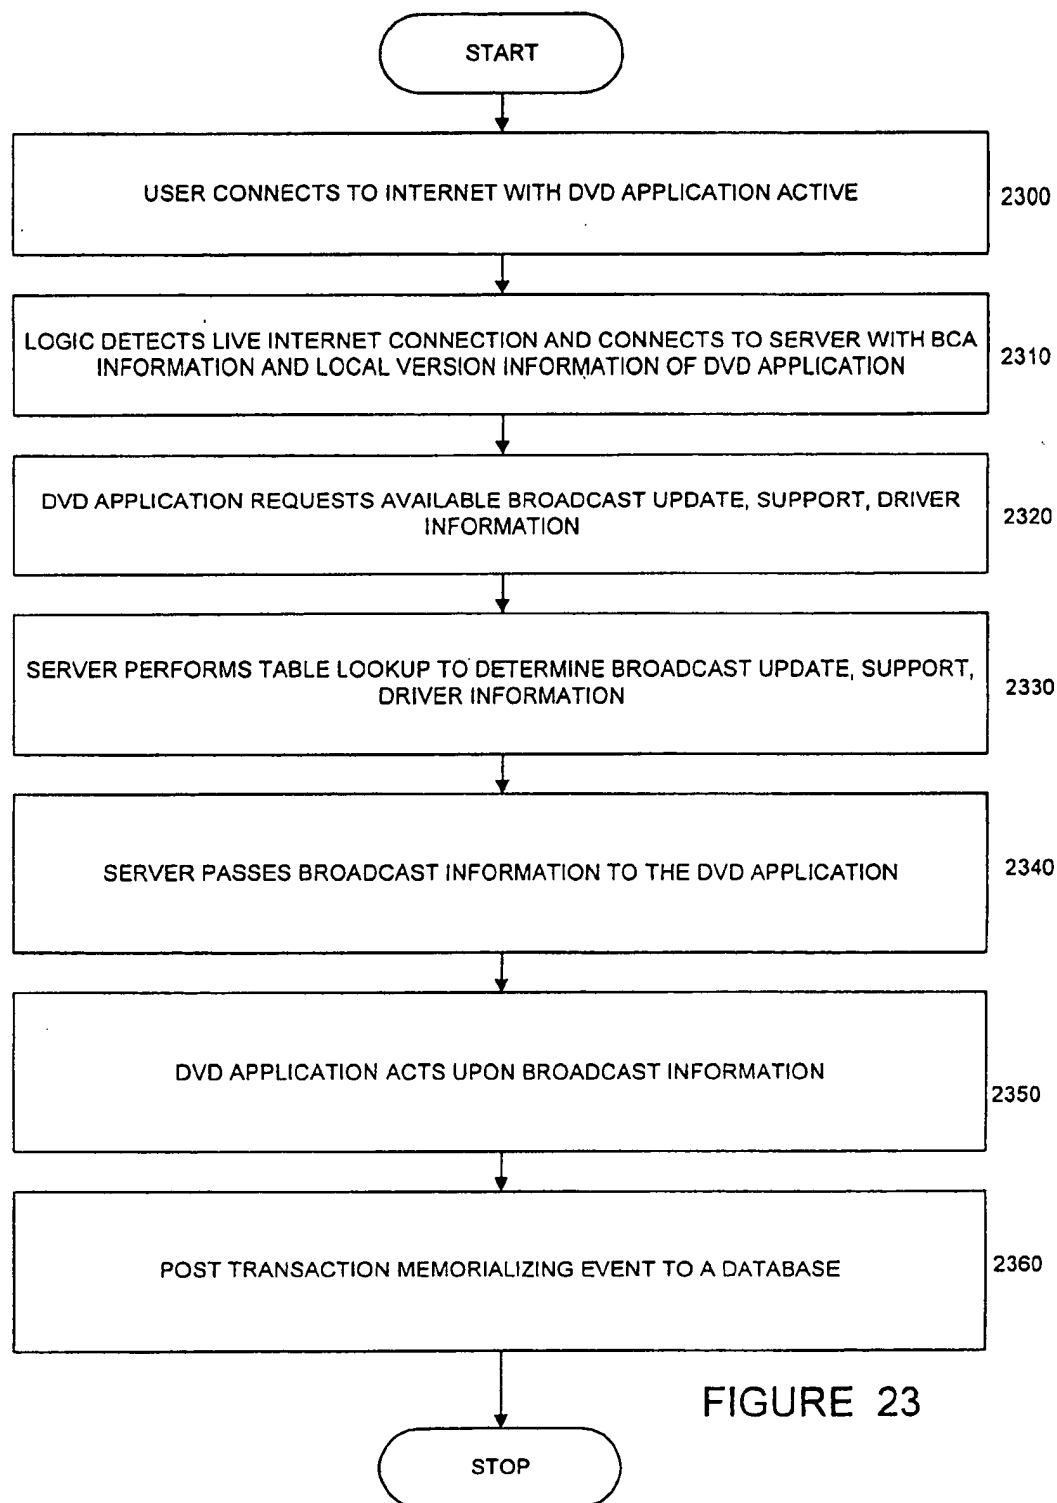 START
USER CONNECTS TO INTERNET WITH DVD APPLICATION ACTIVE
2300
LOGIC DETECTS LIVE INTERNET CONNECTION AND CONNECTS TO SERVER WITH BCA
INFORMATION AND LOCAL VERSION INFORMATION OF DVD APPLICATION
2310
DVD APPLICATION REQUESTS AVAILABLE BROADCAST UPDATE, SUPPORT, DRIVER
INFORMATION
2320
SERVER PERFORMS TABLE LOOKUP TO DETERMINE BROADCAST UPDATE, SUPPORT,
DRIVER INFORMATION
2330
SERVER PASSES BROADCAST INFORMATION TO THE DVD APPLICATION
2340
DVD APPLICATION ACTS UPON BROADCAST INFORMATION
2350
POST TRANSACTION MEMORIALIZING EVENT TO A DATABASE
2360
FIGURE 23
STOP